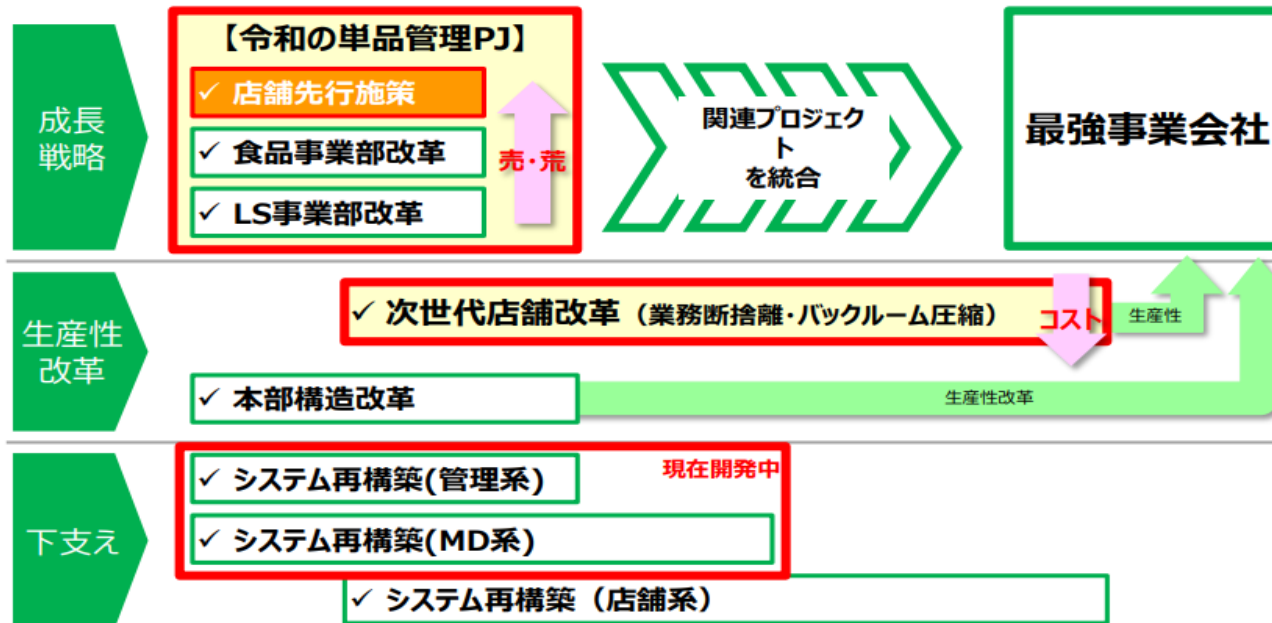 成長
戦略
【令和の単品管理PJ】
✓ 店舗先行施策
✓ 食品事業部改革
✓ LS事業部改革
売・荒
関連プロジェク
ト
を統合
最強事業会社
生産性
改革
✓ 次世代店舗改革（業務断捨離・バックルーム圧縮）
コスト
生産性
✓ 本部構造改革
生産性改革
下支え
✓ システム再構築(管理系)
現在開発中
✓ システム再構築(MD系)
✓ システム再構築（店舗系）